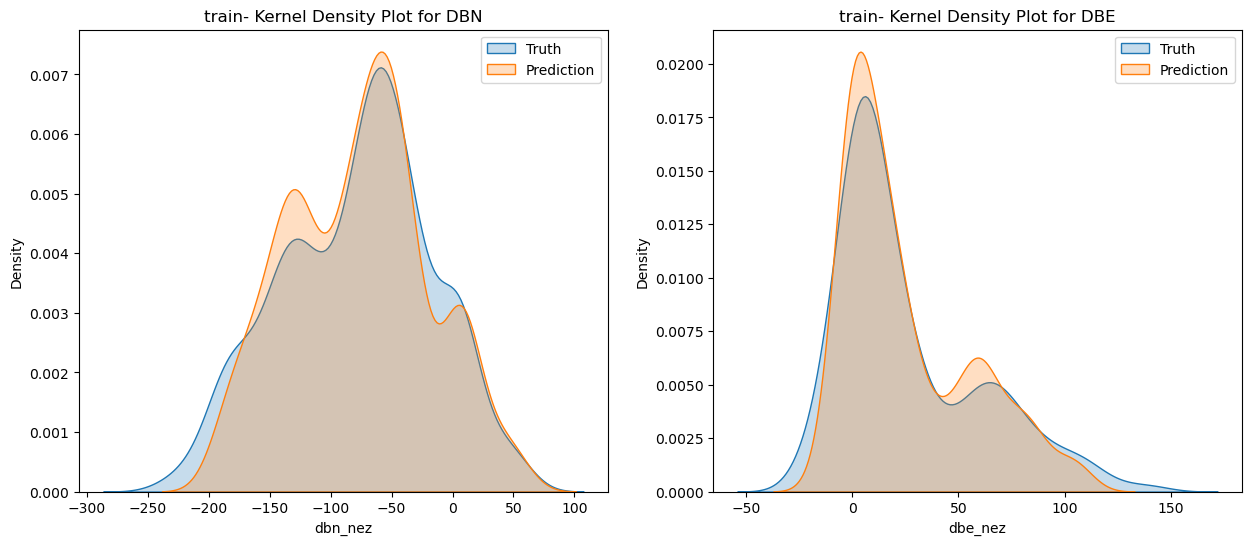 train- Kernel Density Plot for DBN
Truth
Prediction
Density
0.007
0.006
0.005
0.004
0.003
0.002
0.001
0.000
−300 −250 −200 −150 −100 −50 0 50 100
dbn_nez
train- Kernel Density Plot for DBE
Truth
Prediction
Density
0.0200
0.0175
0.0150
0.0125
0.0100
0.0075
0.0050
0.0025
0.0000
−50 0 50 100 150
dbe_nez